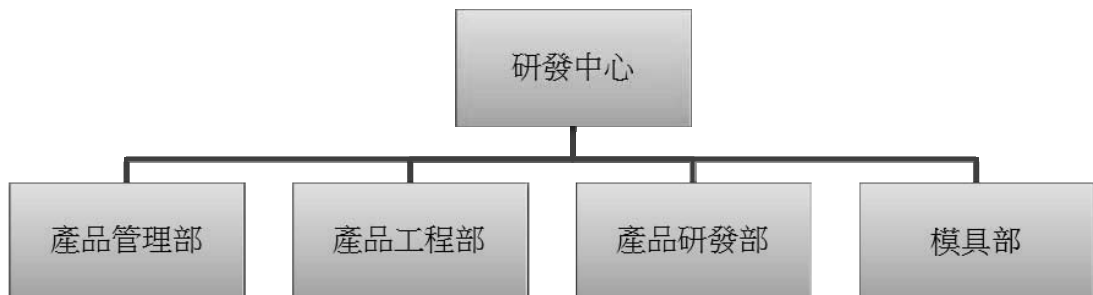 研發中心
產品管理部
產品工程部
產品研發部
模具部